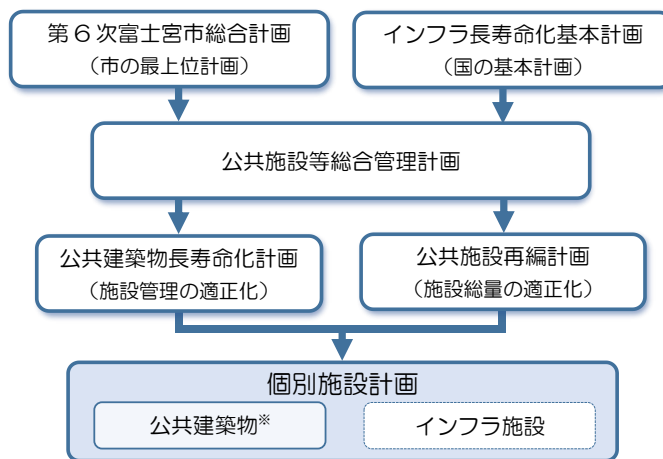 第6次富士宮市総合計画
（市の最上位計画）
インフラ長寿命化基本計画
（国の基本計画）
公共施設等総合管理計画
公共建築物長寿命化計画
（施設管理の適正化）
公共施設再編計画
（施設総量の適正化）
個別施設計画
公共建築物※
インフラ施設